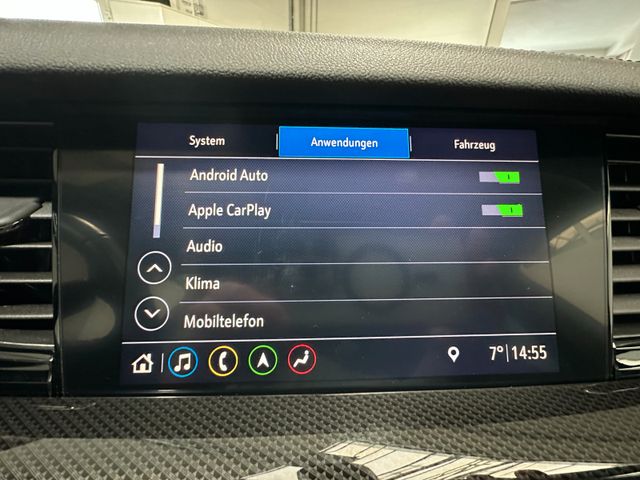 System Anwendungen Fahrzeug
Android Auto
Apple CarPlay
Audio
Klima
Mobiltelefon
7° | 14:55